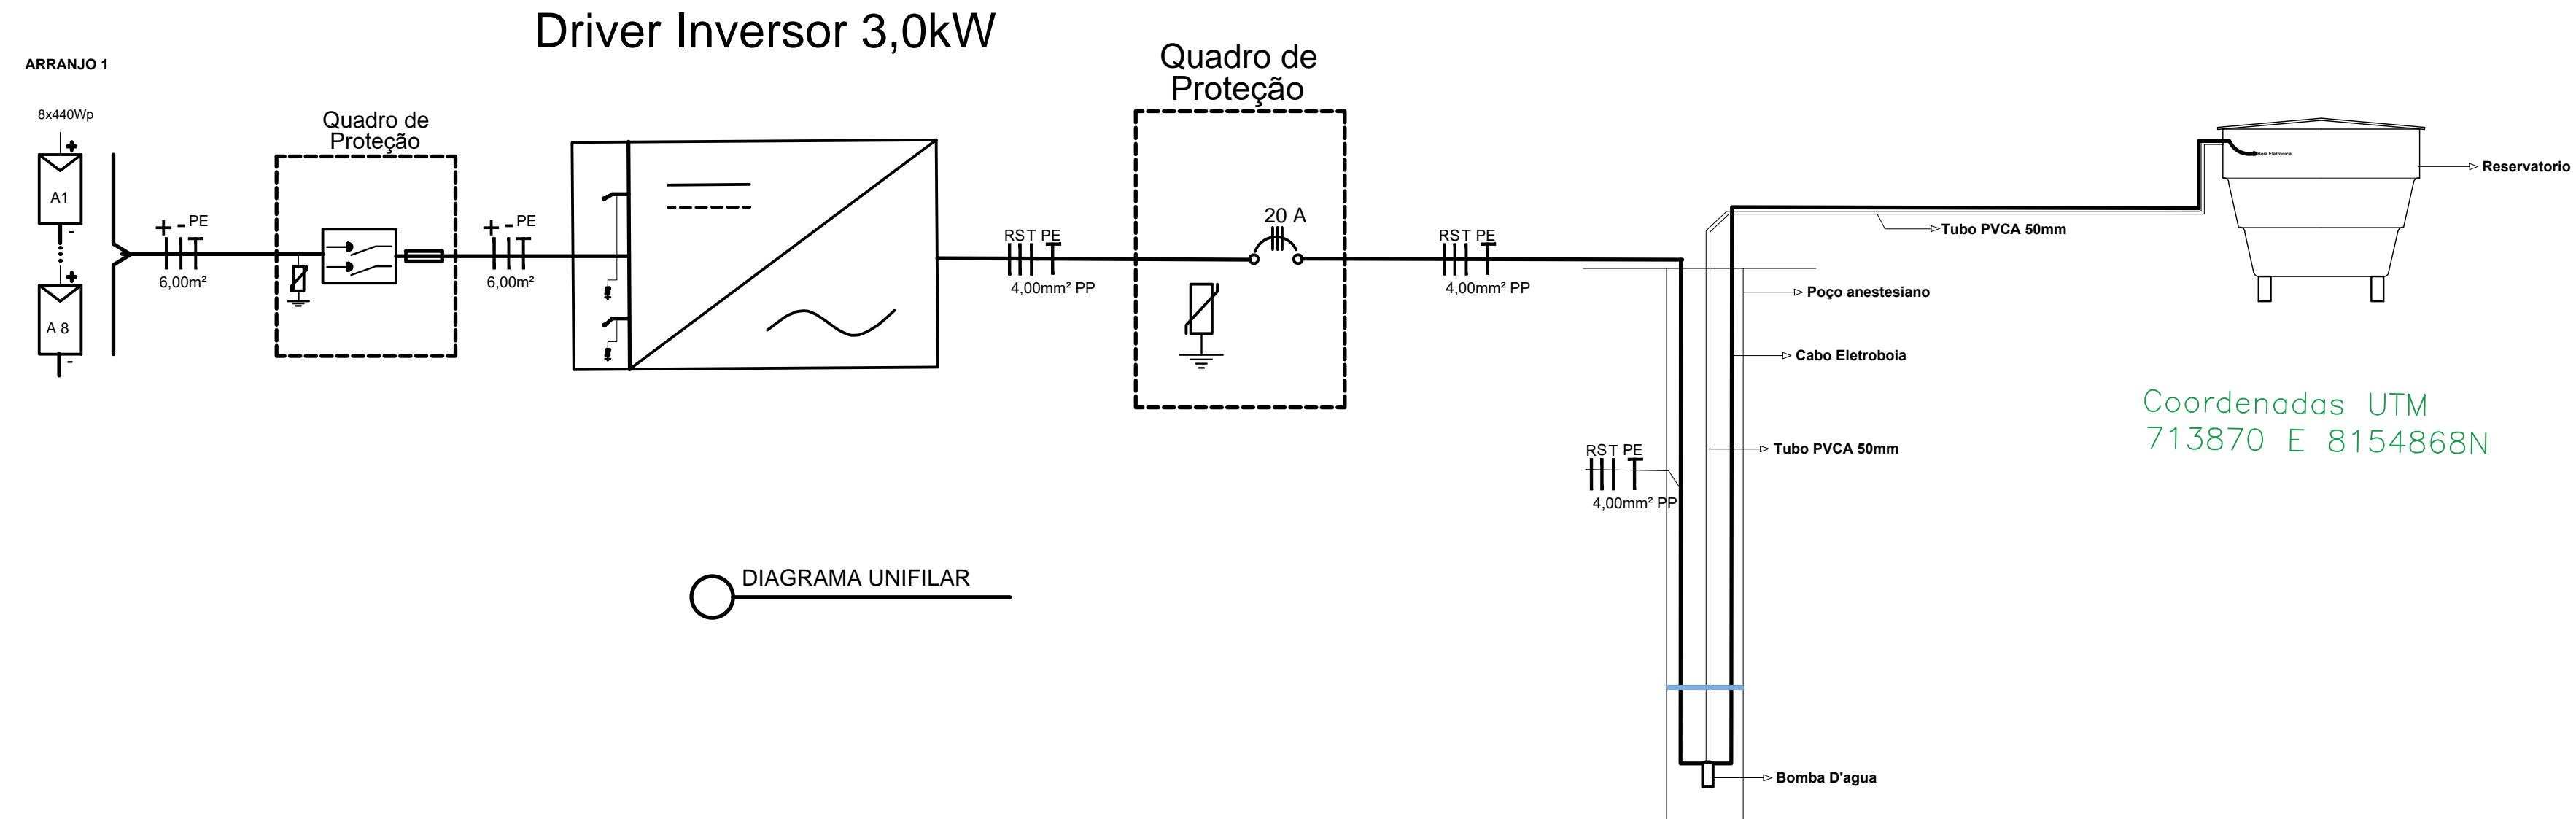 Driver Inversor 3,0kW
ARRANJO 1
8x440Wp
+
A1
-
+
A 8
-
+ - PE
6,00m²
Quadro de
Proteção
+ - PE
6,00m²
RST PE
4,00mm² PP
Quadro de
Proteção
20 A
RST PE
4,00mm² PP
Boia Eletrônica
Reservatorio
Tubo PVCA 50mm
Poço anestesiano
Cabo Eletroboia
Tubo PVCA 50mm
RST PE
4,00mm² PP
Bomba D'agua
Coordenadas UTM
713870 E 8154868N
DIAGRAMA UNIFILAR